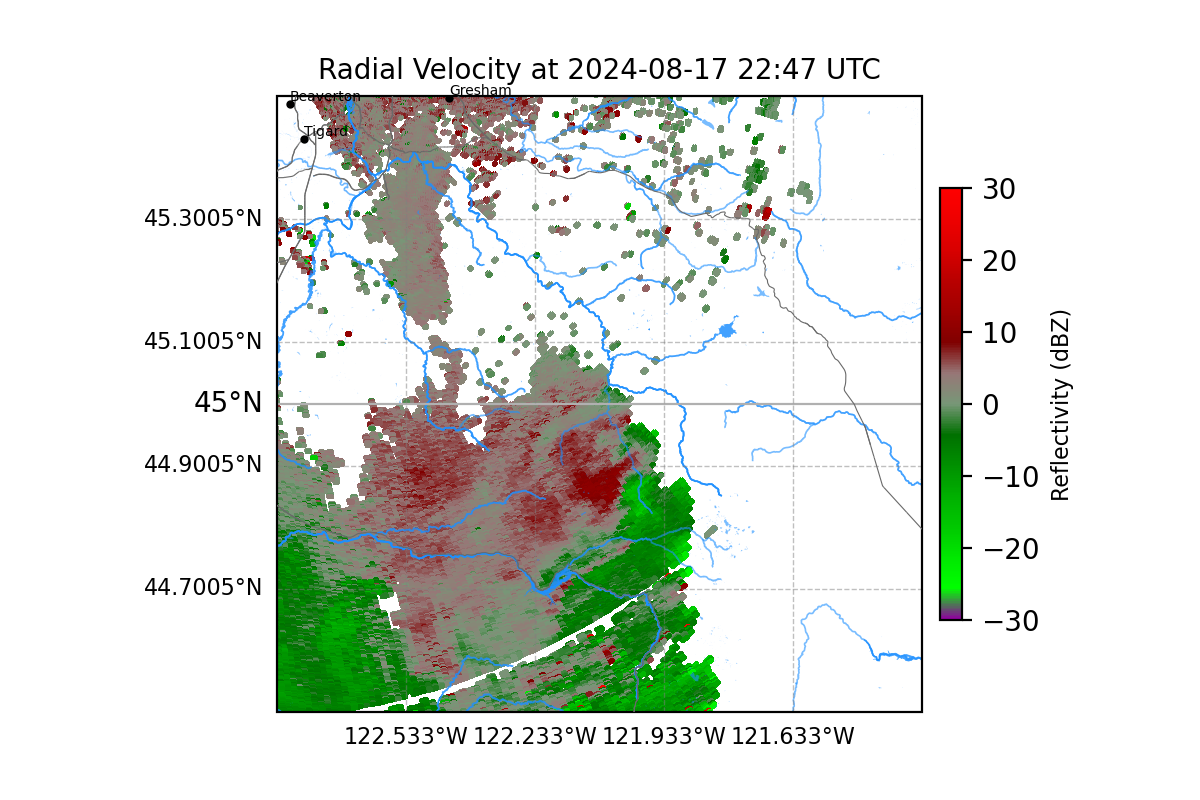 Radial Velocity at 2024-08-17 22:47 UTC
Beaverton
Gresham
Tigard
45.3005°N
45.1005°N
45°N
44.9005°N
44.7005°N
122.533°W
122.233°W
121.933°W
121.633°W
30
20
10
0
−10
−20
−30
Reflectivity (dBZ)